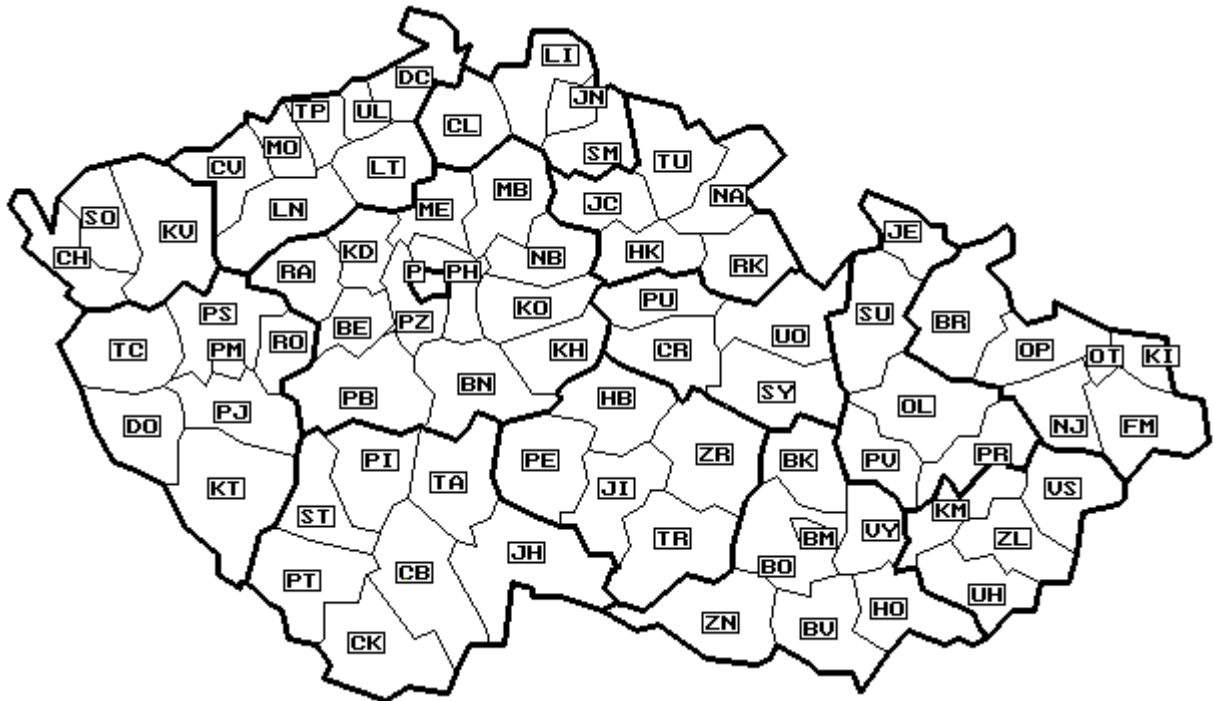 LI
DC
JN
TP
UL
CL
MO
SM
CV
LT
TU
MB
NA
LN
ME
JC
SO
KV
KD
HK
JE
CH
NB
RK
RA
P
PH
PU
KO
SU
PS
BE
PZ
BR
UO
RO
TC
PM
KH
CR
OP
OT
KI
BN
SY
PB
HB
OL
PJ
DO
NJ
FM
ZR
PI
PE
BK
PV
PR
KT
TA
JI
VS
ST
KM
BM
VY
TR
ZL
JH
PT
CB
BO
UH
HO
ZN
BV
CK